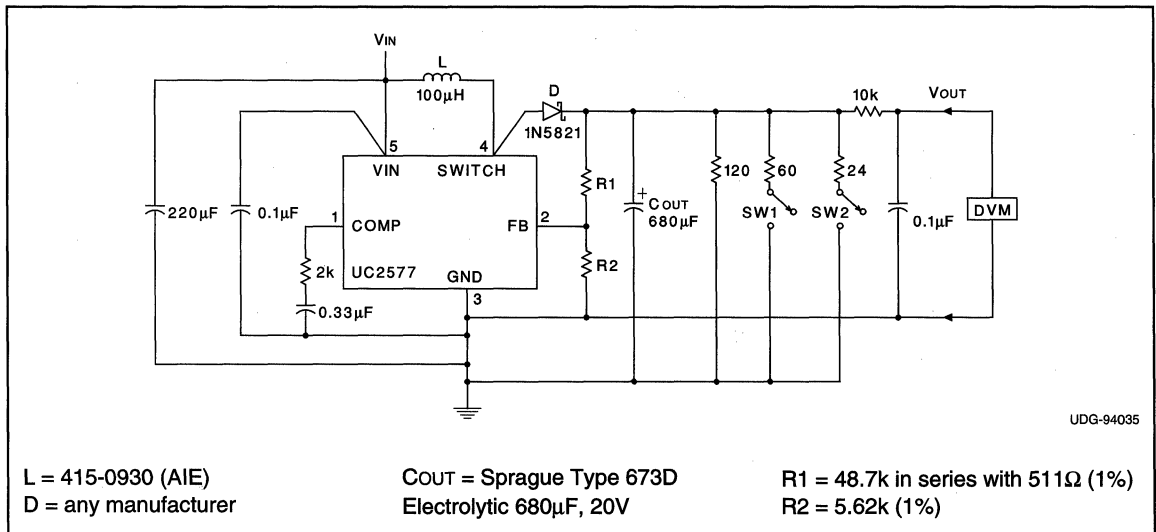 VIN
L
100µH
D
1N5821
10k
VOUT
5
4
VIN
SWITCH
R1
120
60
24
+
COUT
680µF
220µF
0.1µF
1
COMP
FB
2
SW1
SW2
0.1µF
DVM
2k
UC2577
GND
R2
3
0.33µF
UDG-94035
L = 415-0930 (AIE)
D = any manufacturer
COUT = Sprague Type 673D
Electrolytic 680µF, 20V
R1 = 48.7k in series with 511Ω (1%)
R2 = 5.62k (1%)